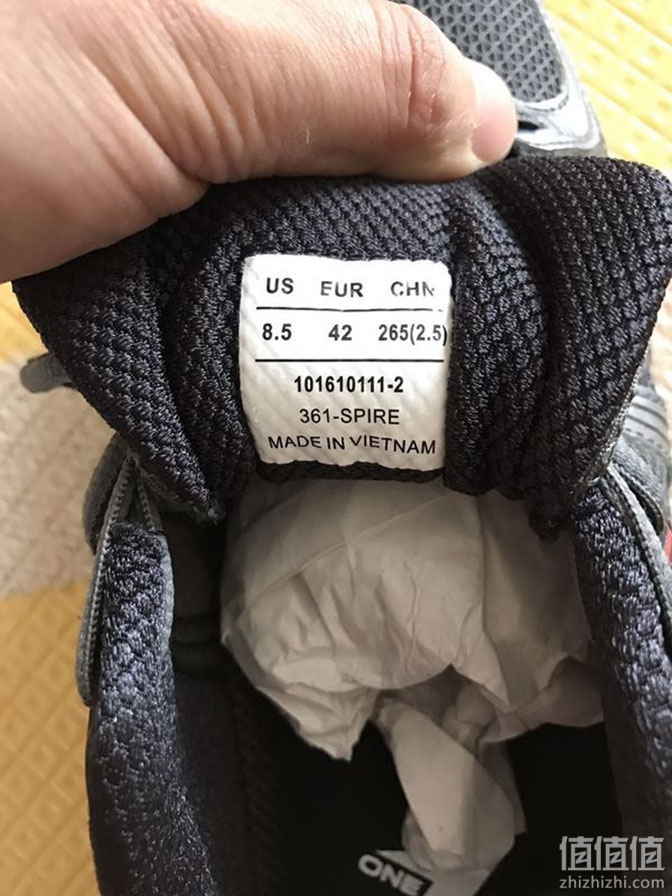 US EUR CHN
8.5 42 265(2.5)
101610111-2
361-SPIRE
MADE IN VIETNAM
ONE
值值值
zhizhizhi.com